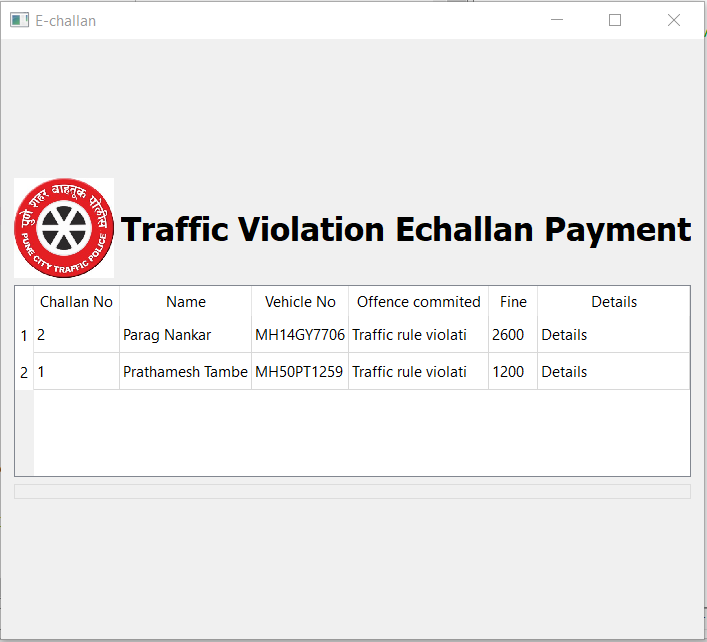 E-challan
पुणे शहर वाहतूक पोलीस
PUNE CITY TRAFFIC POLICE
Traffic Violation Echallan Payment
Challan No Name Vehicle No Offence commited Fine Details
1 2 Parag Nankar MH14GY7706 Traffic rule violati 2600 Details
2 1 Prathamesh Tambe MH50PT1259 Traffic rule violati 1200 Details